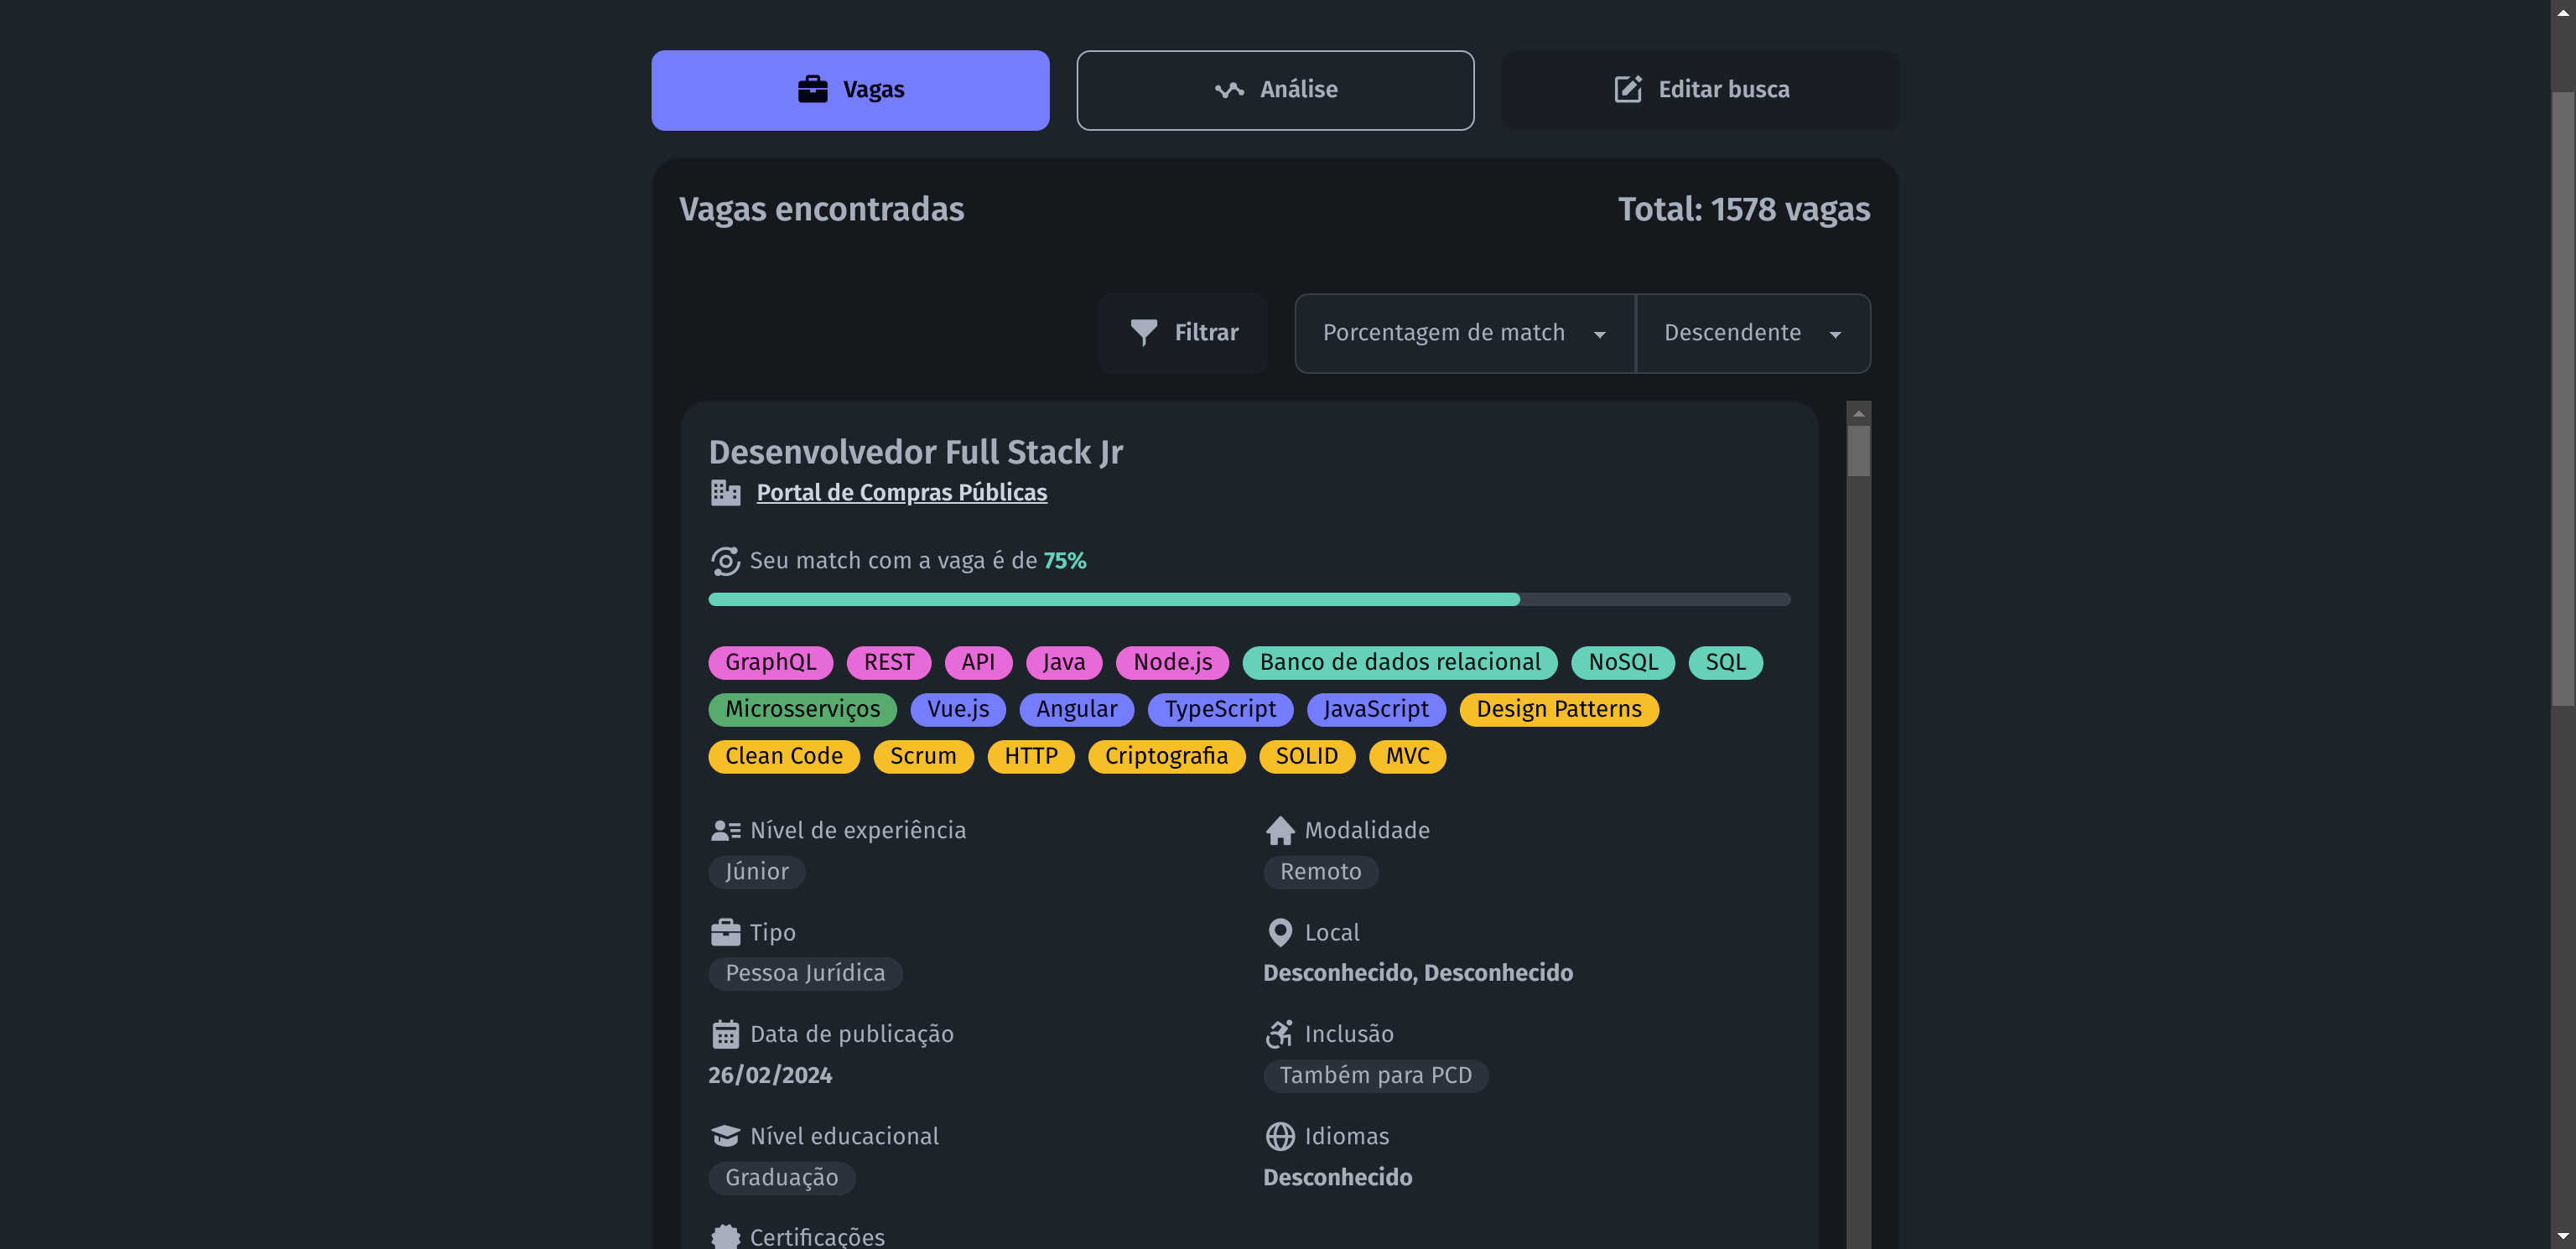 Vagas
Análise
Editar busca
Vagas encontradas
Total: 1578 vagas
Filtrar
Porcentagem de match
Descendente
Desenvolvedor Full Stack Jr
Portal de Compras Públicas
Seu match com a vaga é de 75%
GraphQL REST API Java Node.js Banco de dados relacional NoSQL SQL
Microsserviços Vue.js Angular TypeScript JavaScript Design Patterns
Clean Code Scrum HTTP Criptografia SOLID MVC
Nível de experiência
Júnior
Modalidade
Remoto
Tipo
Pessoa Jurídica
Local
Desconhecido, Desconhecido
Data de publicação
26/02/2024
Inclusão
Também para PCD
Nível educacional
Graduação
Idiomas
Desconhecido
Certificações